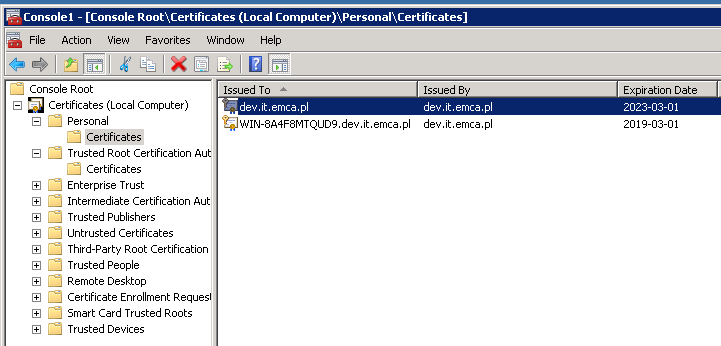 Console1 - [Console Root\Certificates (Local Computer)\Personal\Certificates]
File Action View Favorites Window Help
Console Root
Certificates (Local Computer)
Personal
Certificates
Trusted Root Certification Aut
Certificates
Enterprise Trust
Intermediate Certification Aut
Trusted Publishers
Untrusted Certificates
Third-Party Root Certification
Trusted People
Remote Desktop
Certificate Enrollment Request
Smart Card Trusted Roots
Trusted Devices
Issued To Issued By Expiration Date
dev.it.emca.pl dev.it.emca.pl 2023-03-01
WIN-8A4F8MTQUD9.dev.it.emca.pl dev.it.emca.pl 2019-03-01